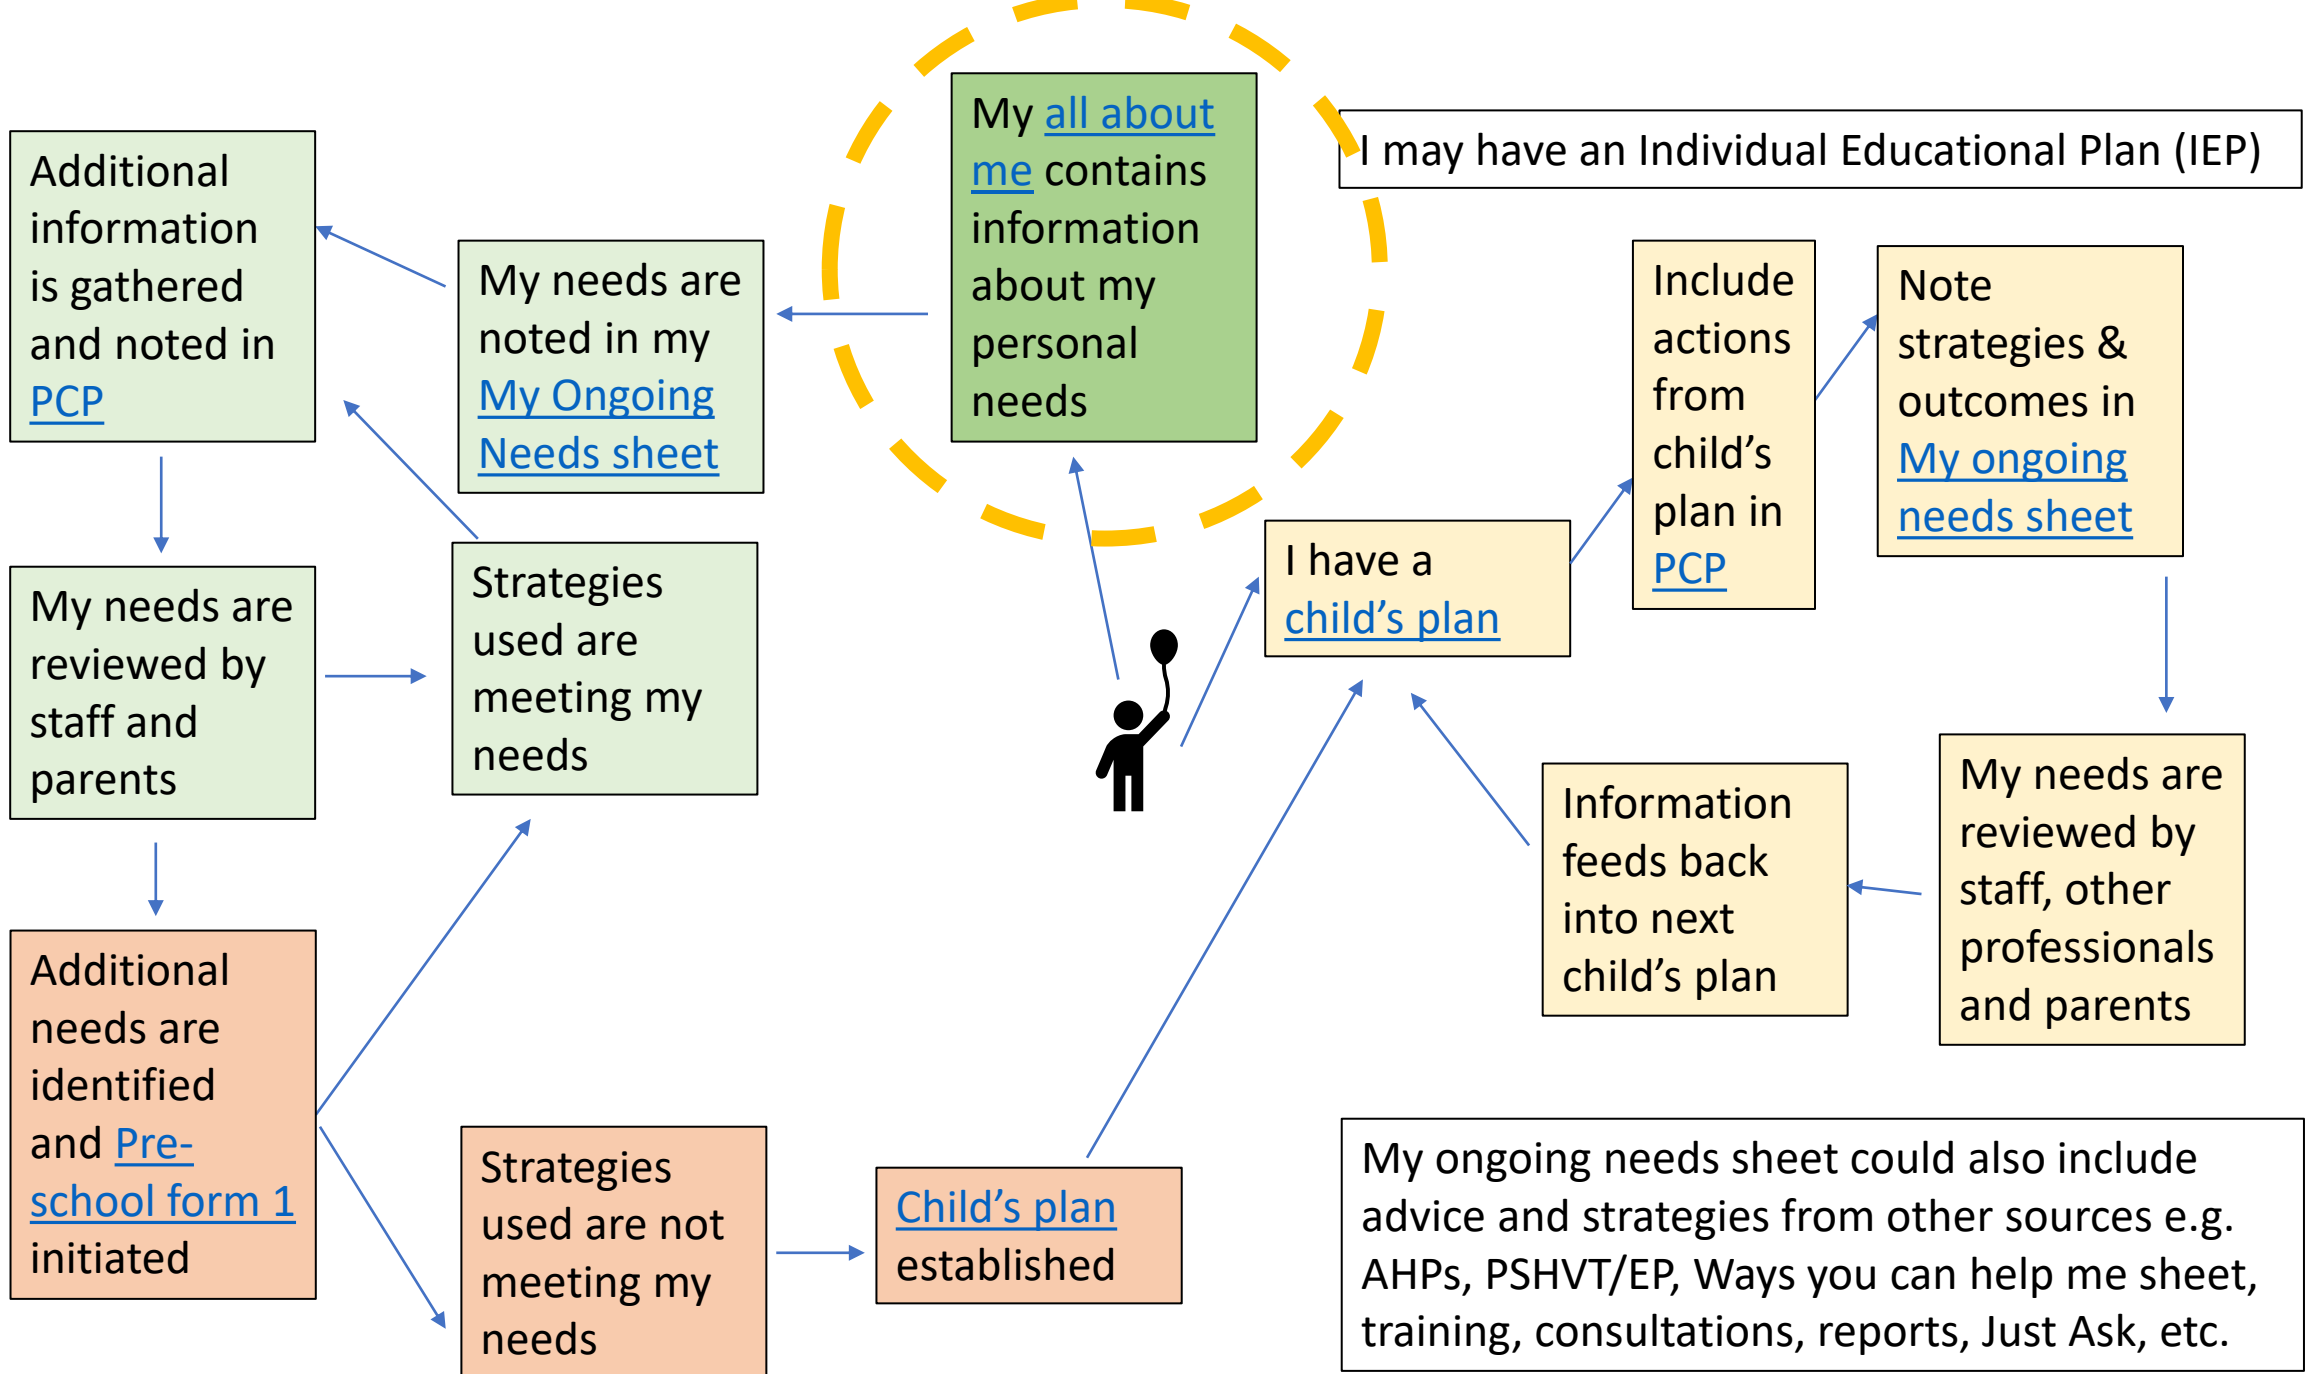 My all about
me contains
information
about my
personal
needs
I may have an Individual Educational Plan (IEP)
Additional
information
is gathered
and noted in
PCP
My needs are
noted in my
My Ongoing
Needs sheet
Include
actions
from
child’s
plan in
PCP
Note
strategies &
outcomes in
My ongoing
needs sheet
I have a
child’s plan
My needs are
reviewed by
staff and
parents
Strategies
used are
meeting my
needs
Information
feeds back
into next
child’s plan
My needs are
reviewed by
staff, other
professionals
and parents
Additional
needs are
identified
and Pre-
school form 1
initiated
Strategies
used are not
meeting my
needs
Child’s plan
established
My ongoing needs sheet could also include
advice and strategies from other sources e.g.
AHPs, PSHVT/EP, Ways you can help me sheet,
training, consultations, reports, Just Ask, etc.